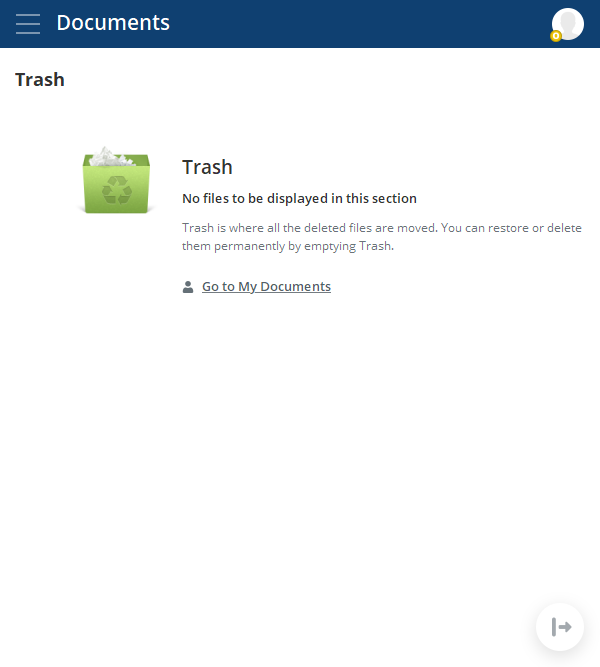 Documents
Trash
Trash
No files to be displayed in this section
Trash is where all the deleted files are moved. You can restore or delete
them permanently by emptying Trash.
Go to My Documents